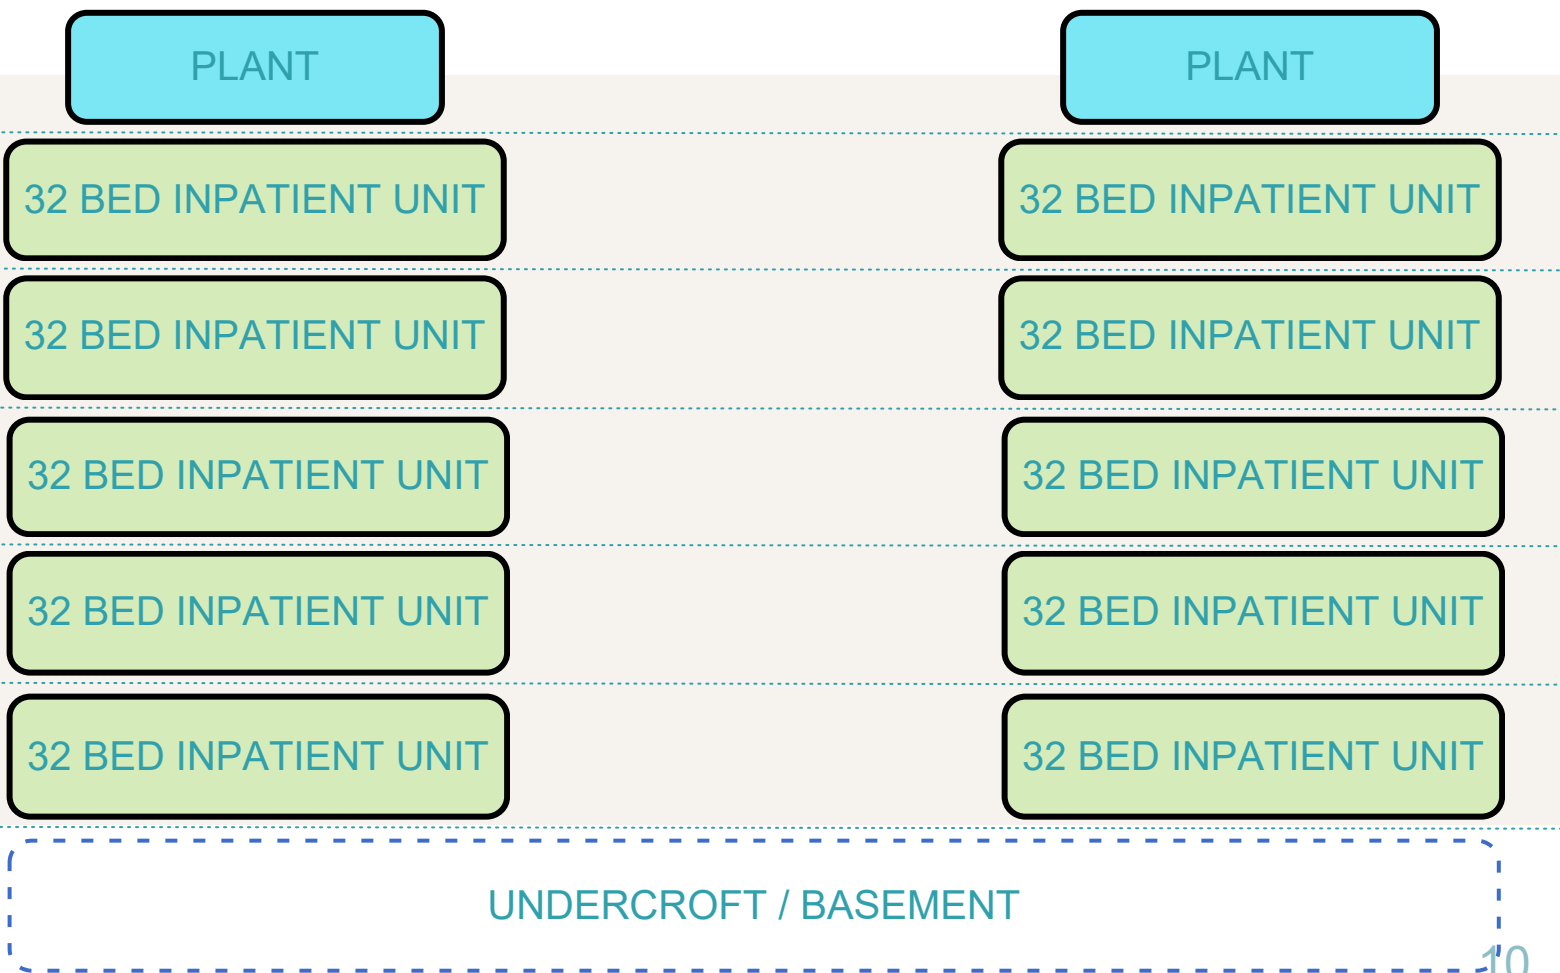 PLANT PLANT
32 BED INPATIENT UNIT 32 BED INPATIENT UNIT
32 BED INPATIENT UNIT 32 BED INPATIENT UNIT
32 BED INPATIENT UNIT 32 BED INPATIENT UNIT
32 BED INPATIENT UNIT 32 BED INPATIENT UNIT
32 BED INPATIENT UNIT 32 BED INPATIENT UNIT
UNDERCROFT / BASEMENT
10